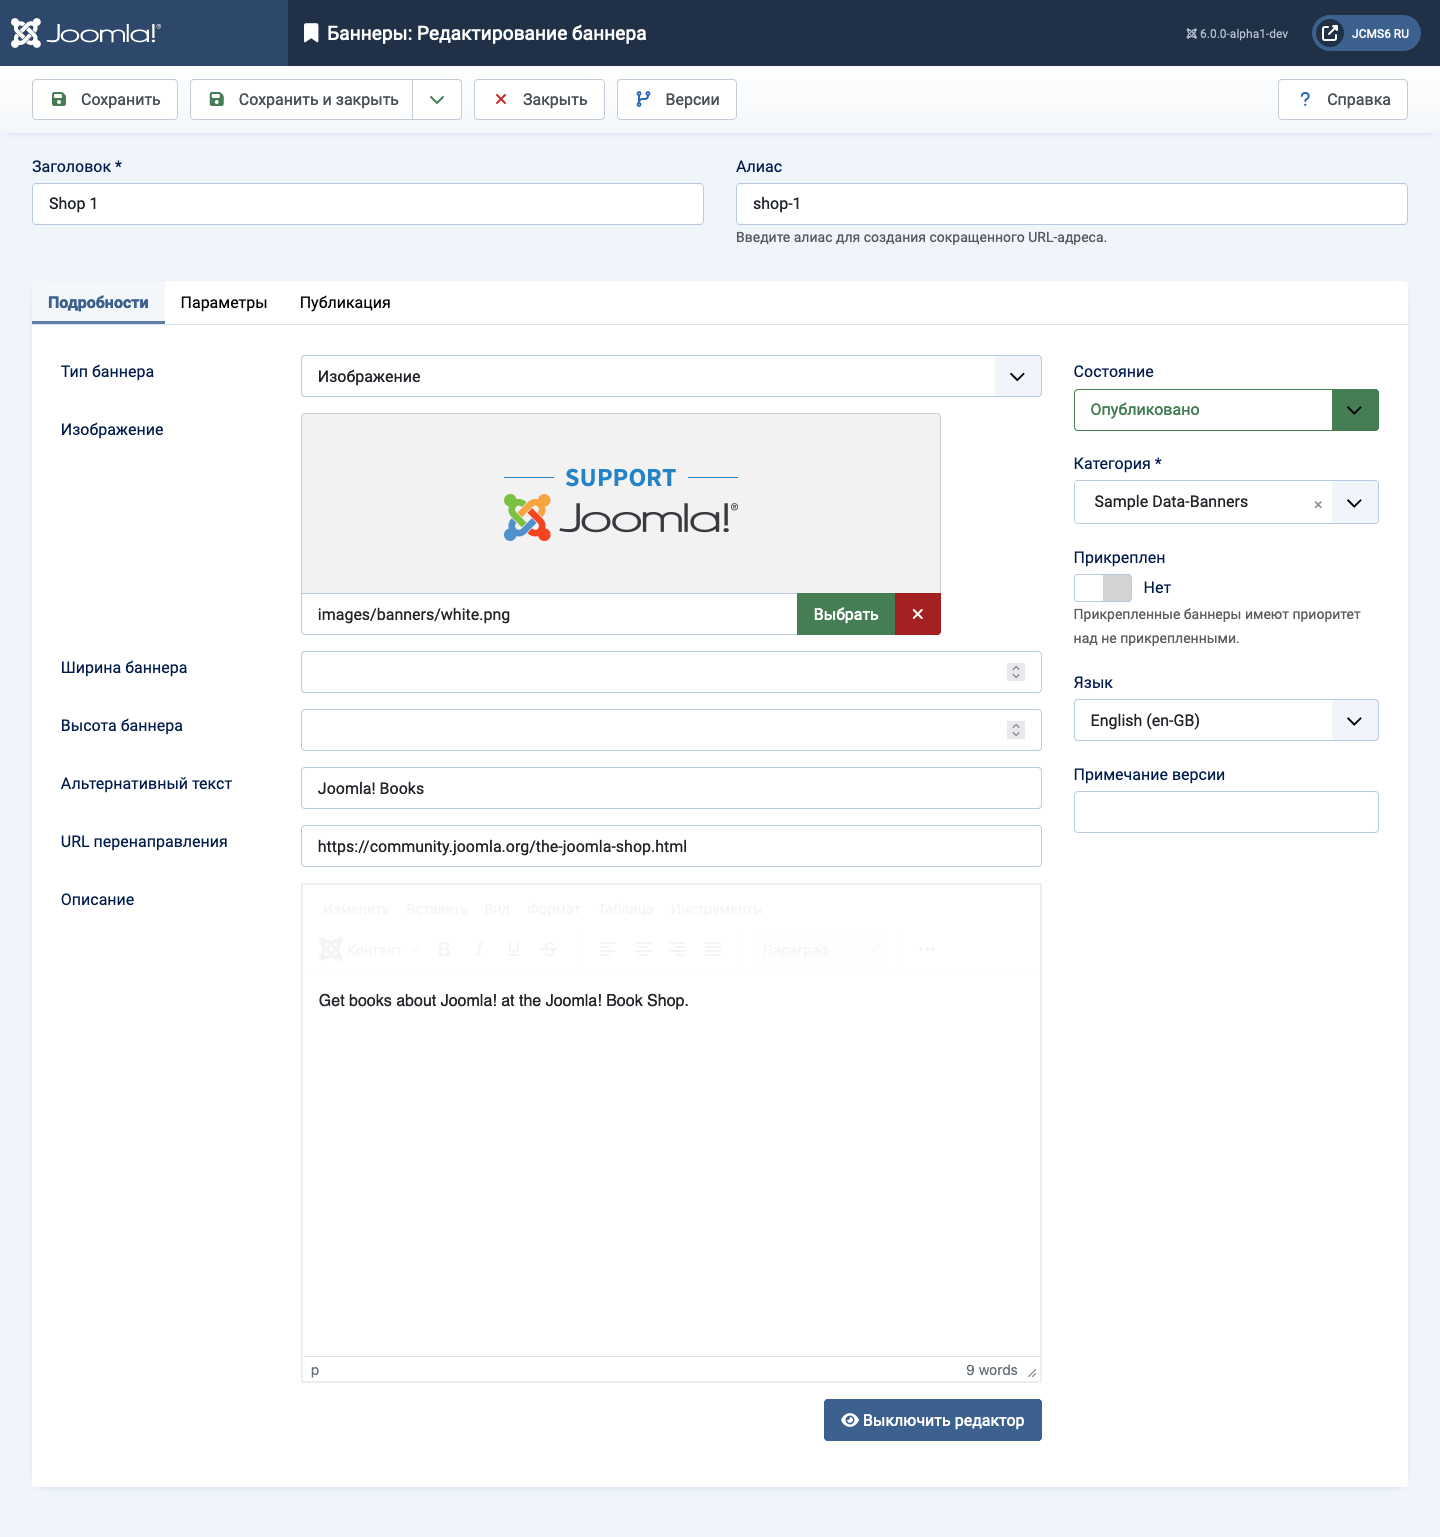 Joomla!®
Баннеры: Редактирование баннера
6.0.0-alpha1-dev
JCMS6 RU
Сохранить
Сохранить и закрыть
Закрыть
Версии
? Справка
Заголовок *
Shop 1
Алиас
shop-1
Введите алиас для создания сокращенного URL-адреса.
Подробности Параметры Публикация
Тип баннера
Изображение
Изображение
SUPPORT
Joomla!®
images/banners/white.png
Выбрать
Ширина баннера
Высота баннера
Альтернативный текст
Joomla! Books
URL перенаправления
https://community.joomla.org/the-joomla-shop.html
Описание
Изменить Вставить Вид Формат Таблица Инструменты
Контент B I U S Параграф
Get books about Joomla! at the Joomla! Book Shop.
p
9 words
Выключить редактор
Состояние
Опубликовано
Категория *
Sample Data-Banners ×
Прикреплен
Нет
Прикрепленные баннеры имеют приоритет
над не прикрепленными.
Язык
English (en-GB)
Примечание версии